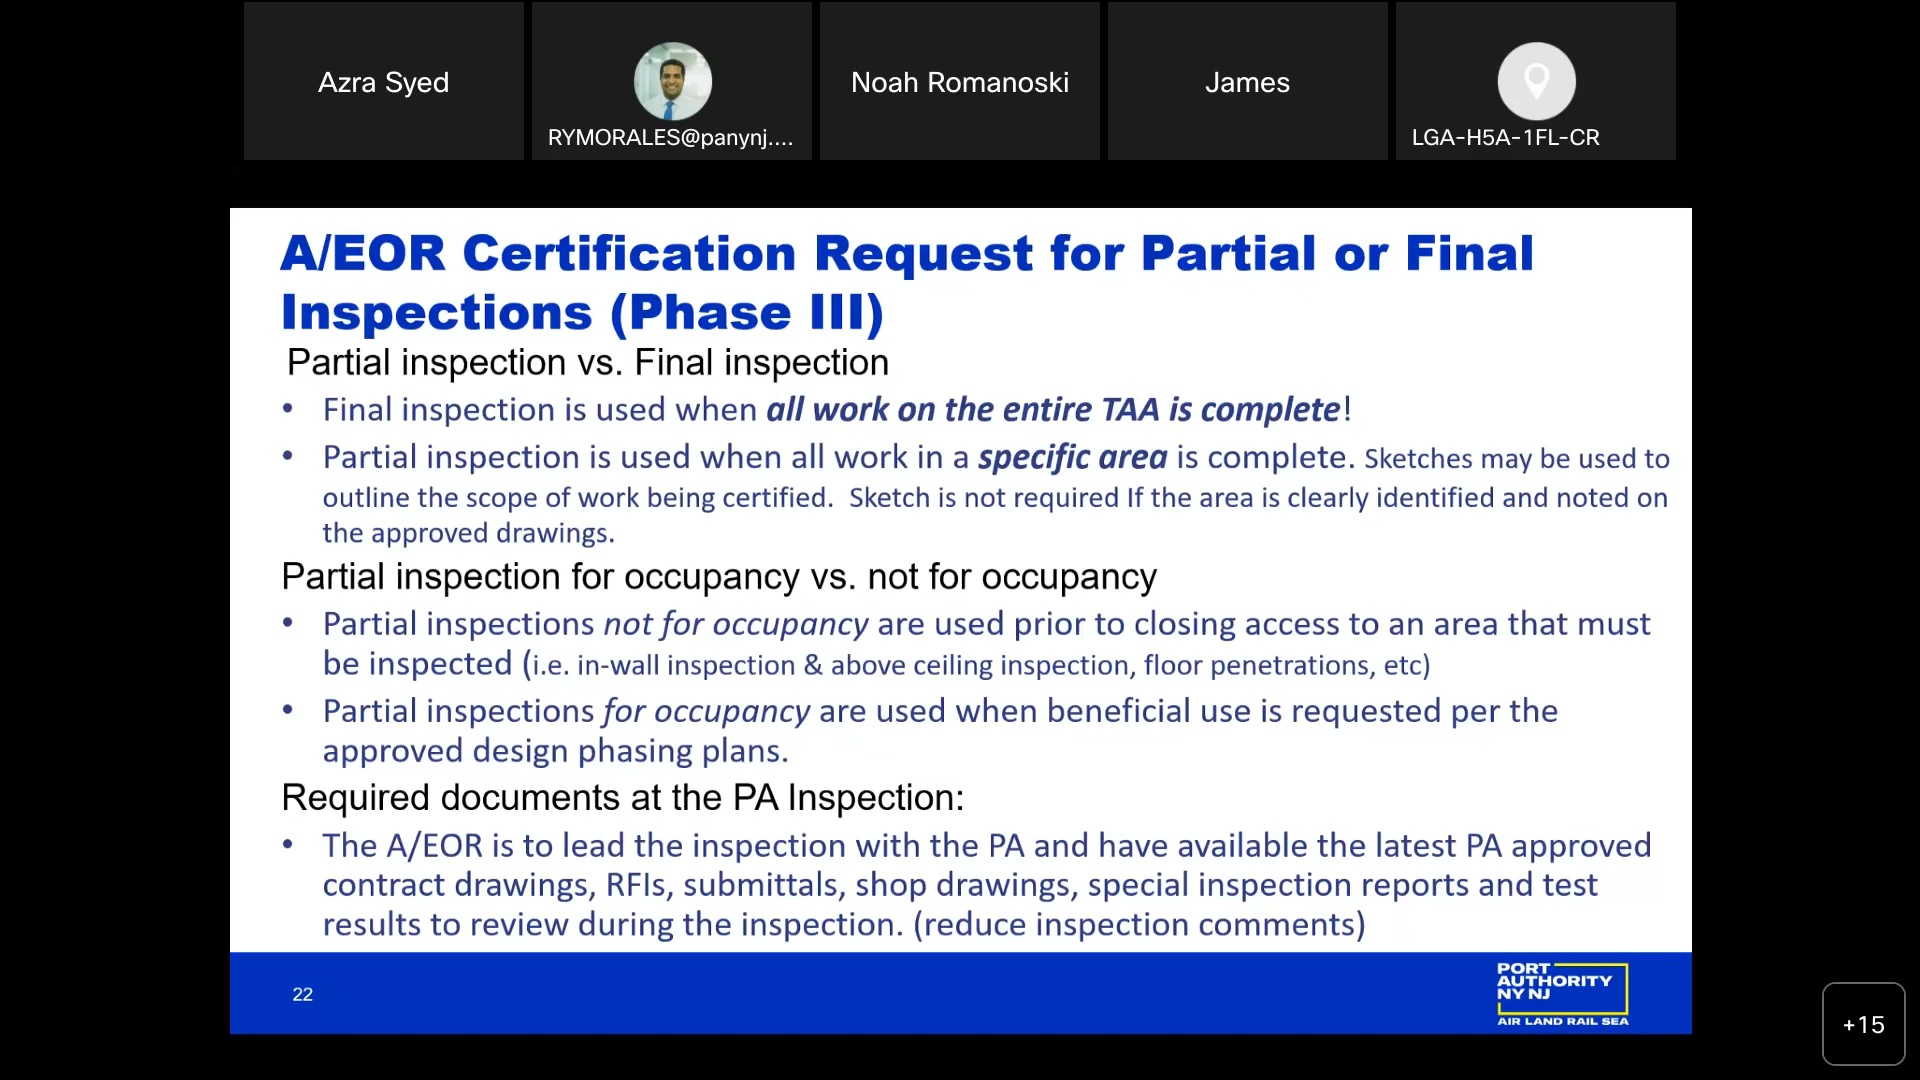 Azra Syed
RYMORALES@panynj....
Noah Romanoski
James
LGA-H5A-1FL-CR
A/EOR Certification Request for Partial or Final
Inspections (Phase III)
Partial inspection vs. Final inspection
• Final inspection is used when all work on the entire TAA is complete!
• Partial inspection is used when all work in a specific area is complete. Sketches may be used to
outline the scope of work being certified.  Sketch is not required If the area is clearly identified and noted on
the approved drawings.
Partial inspection for occupancy vs. not for occupancy
• Partial inspections not for occupancy are used prior to closing access to an area that must
be inspected (i.e. in-wall inspection & above ceiling inspection, floor penetrations, etc)
• Partial inspections for occupancy are used when beneficial use is requested per the
approved design phasing plans.
Required documents at the PA Inspection:
• The A/EOR is to lead the inspection with the PA and have available the latest PA approved
contract drawings, RFIs, submittals, shop drawings, special inspection reports and test
results to review during the inspection. (reduce inspection comments)
22
PORT
AUTHORITY
NY NJ
AIR LAND RAIL SEA
+15